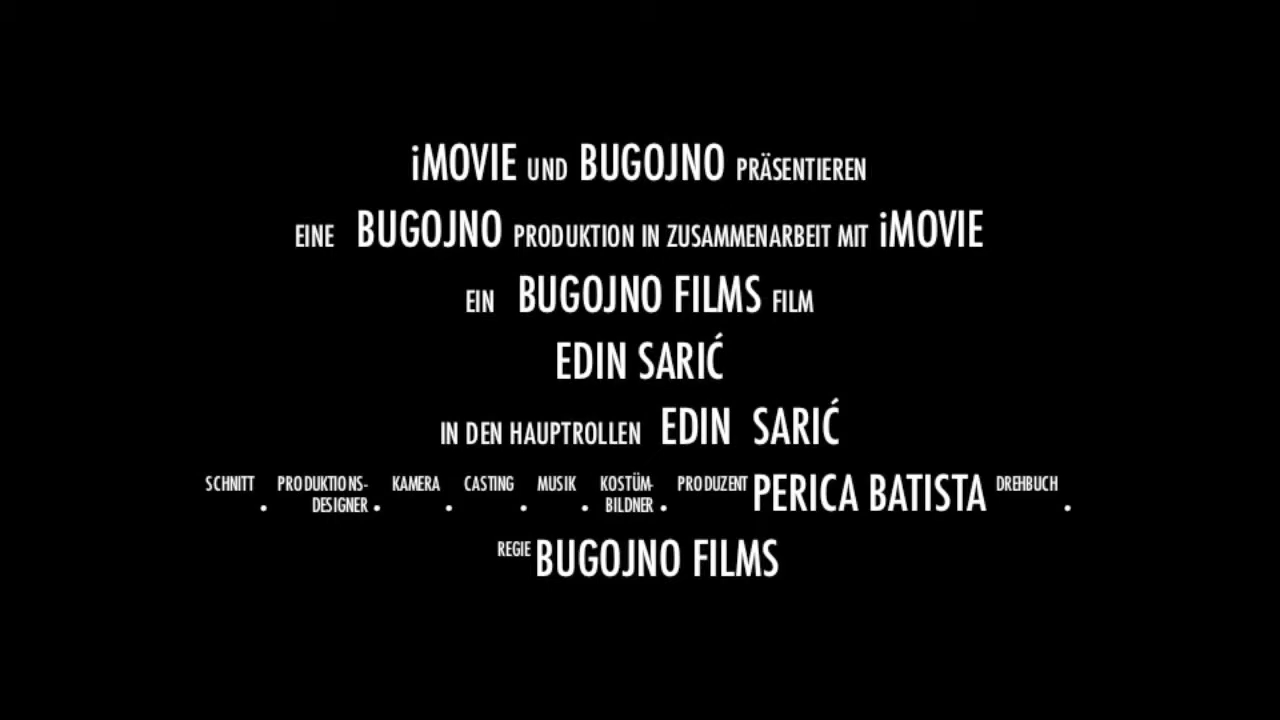 iMOVIE UND BUGOJNO PRÄSENTIEREN
EINE BUGOJNO PRODUKTION IN ZUSAMMENARBEIT MIT iMOVIE
EIN BUGOJNO FILMS FILM
EDIN SARIĆ
IN DEN HAUPTROLLEN EDIN SARIĆ
SCHNITT . PRODUKTIONS-DESIGNER . KAMERA . CASTING . MUSIK . KOSTÜM-BILDNER . PRODUZENT PERICA BATISTA DREHBUCH .
REGIE BUGOJNO FILMS